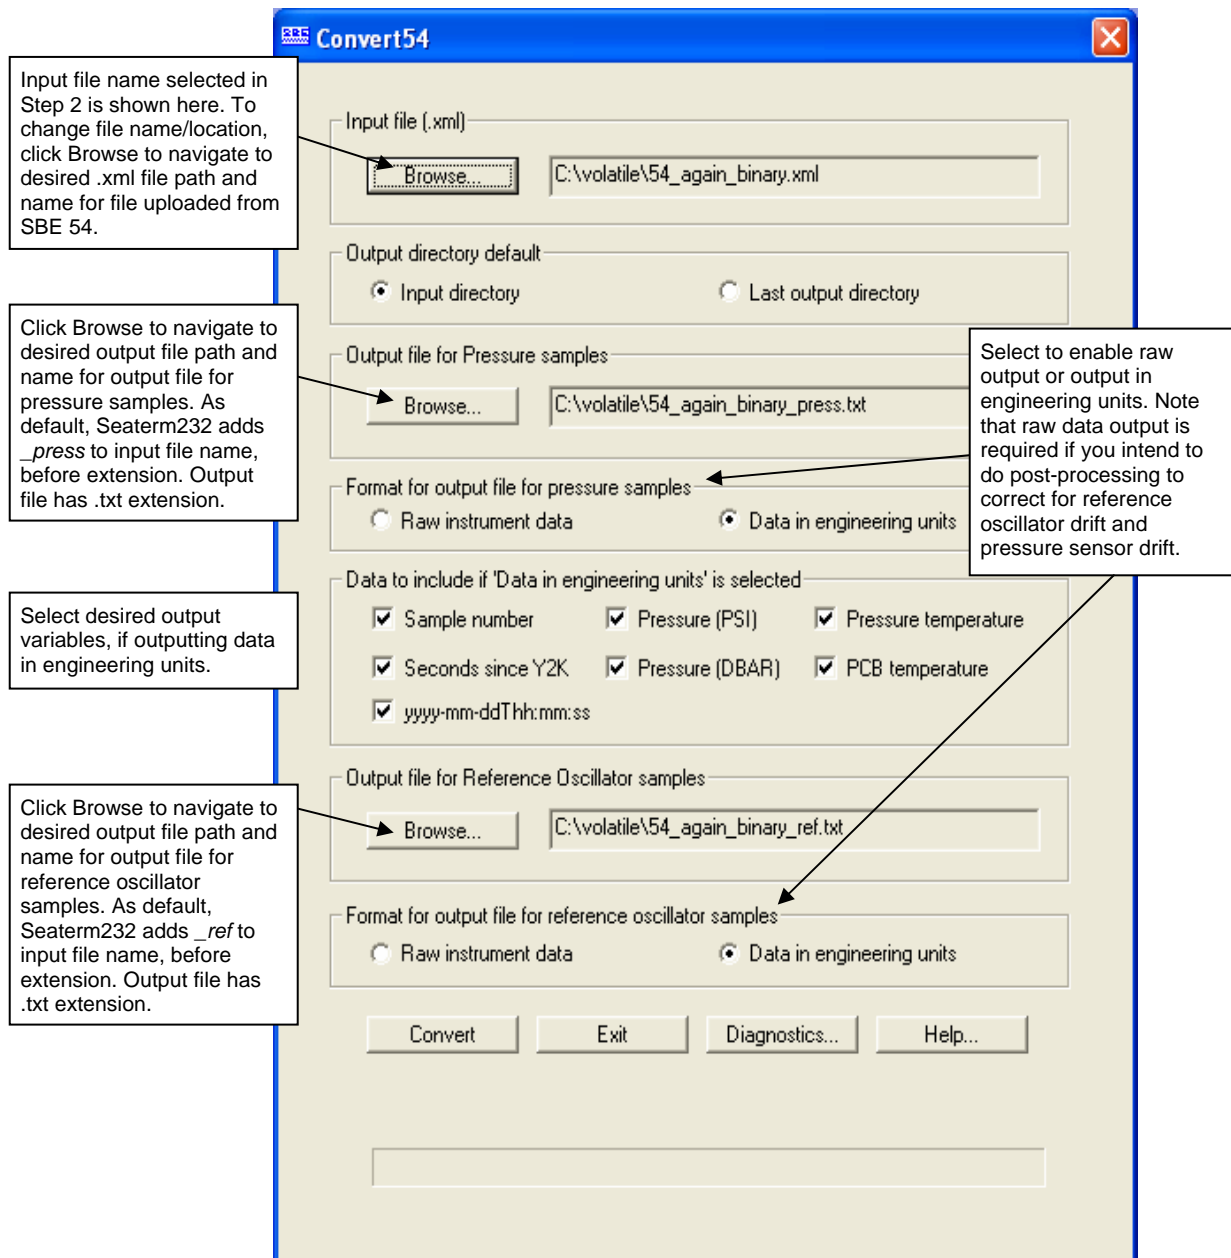 Convert54
Input file name selected in
Step 2 is shown here. To
change file name/location,
click Browse to navigate to
desired .xml file path and
name for file uploaded from
SBE 54.
Input file (.xml)
Browse...
C:\volatile\54_again_binary.xml
Output directory default
Input directory
Last output directory
Click Browse to navigate to
desired output file path and
name for output file for
pressure samples. As
default, Seaterm232 adds
_press to input file name,
before extension. Output
file has .txt extension.
Output file for Pressure samples
Browse...
C:\volatile\54_again_binary_press.txt
Select to enable raw
output or output in
engineering units. Note
that raw data output is
required if you intend to
do post-processing to
correct for reference
oscillator drift and
pressure sensor drift.
Format for output file for pressure samples
Raw instrument data
Data in engineering units
Select desired output
variables, if outputting data
in engineering units.
Data to include if 'Data in engineering units' is selected
Sample number
Pressure (PSI)
Pressure temperature
Seconds since Y2K
Pressure (DBAR)
PCB temperature
yyyy-mm-ddThh:mm:ss
Click Browse to navigate to
desired output file path and
name for output file for
reference oscillator
samples. As default,
Seaterm232 adds _ref to
input file name, before
extension. Output file has
.txt extension.
Output file for Reference Oscillator samples
Browse...
C:\volatile\54_again_binary_ref.txt
Format for output file for reference oscillator samples
Raw instrument data
Data in engineering units
Convert
Exit
Diagnostics...
Help...